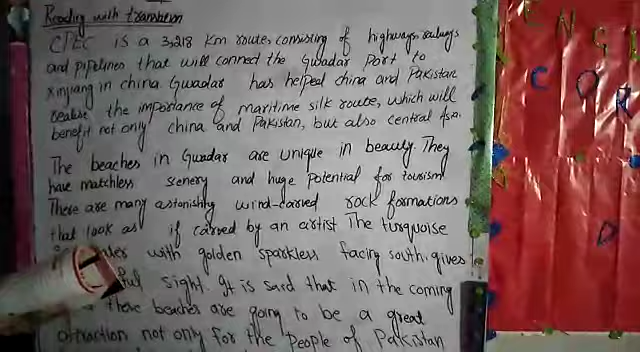 Reading with translation
CPEC is a 3,218 km route, consisting of highways, railways
and pipelines that will connect the Gwadar Port to
xinjiang in china. Gwadar has helped china and Pakistan
realise the importance of maritime silk route, which will
benefit not only china and Pakistan, but also central Asia.
The beaches in Gwadar are unique in beauty. They
have matchless scenery and huge potential for tourism
There are many astonishing wind-carved rock formations
that look as if carved by an artist The turquoise
with golden sparkless facing south, gives
sight. It is said that in the coming
these beaches are going to be a great
attraction not only for the people of Pakistan
ENGL
COR
D